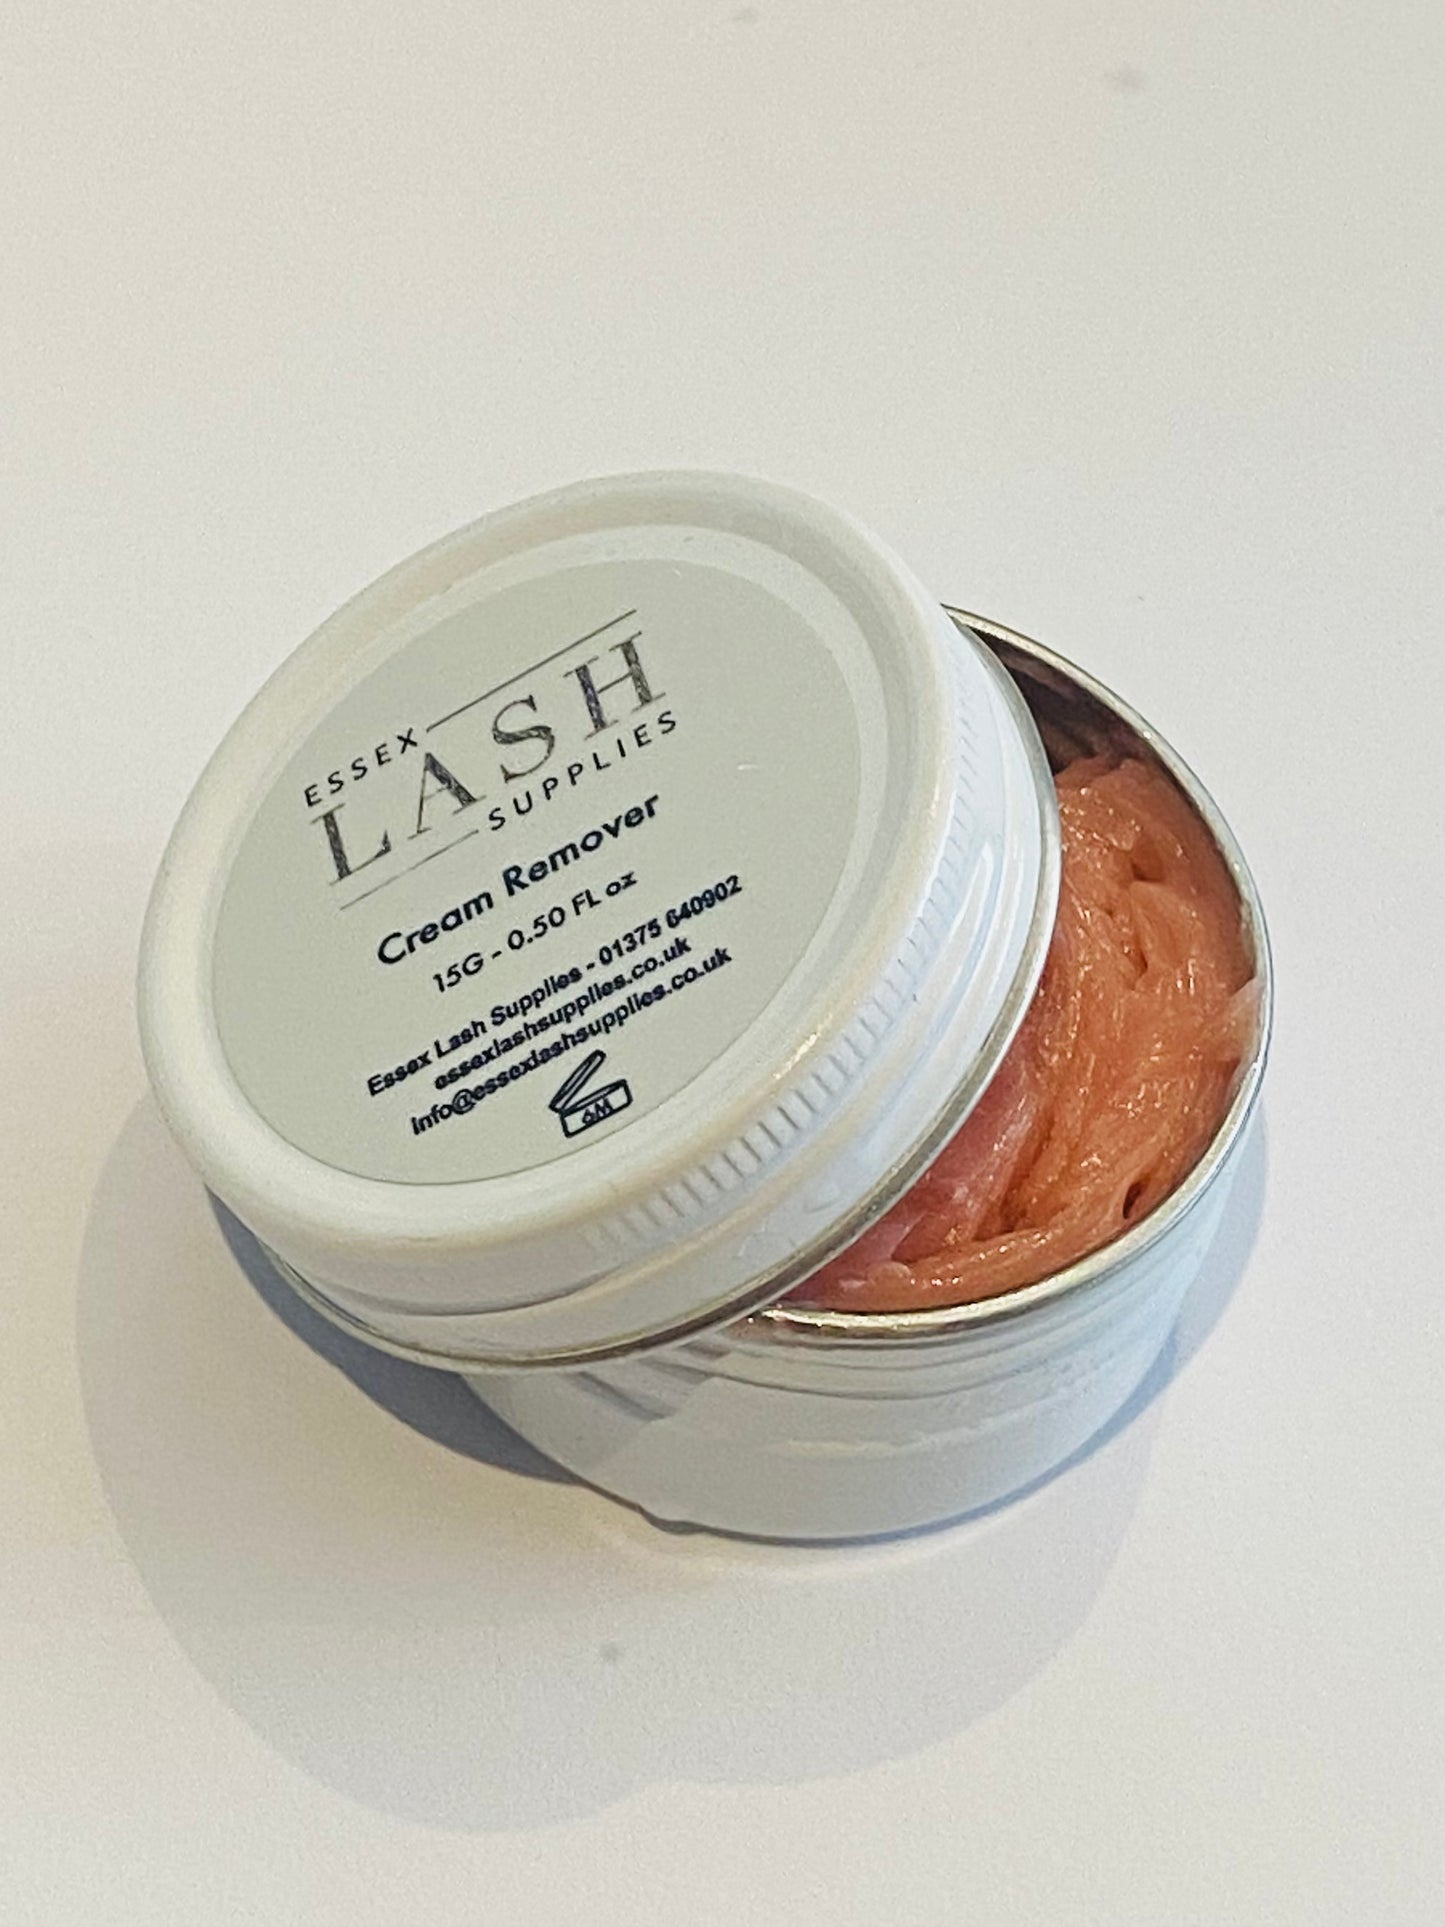 ESSEX
LASH
SUPPLIES
Cream Remover
15G - 0.50 FL oz
Essex Lash Supplies - 01375 640902
essexlashsupplies.co.uk
info@essexlashsupplies.co.uk
6M